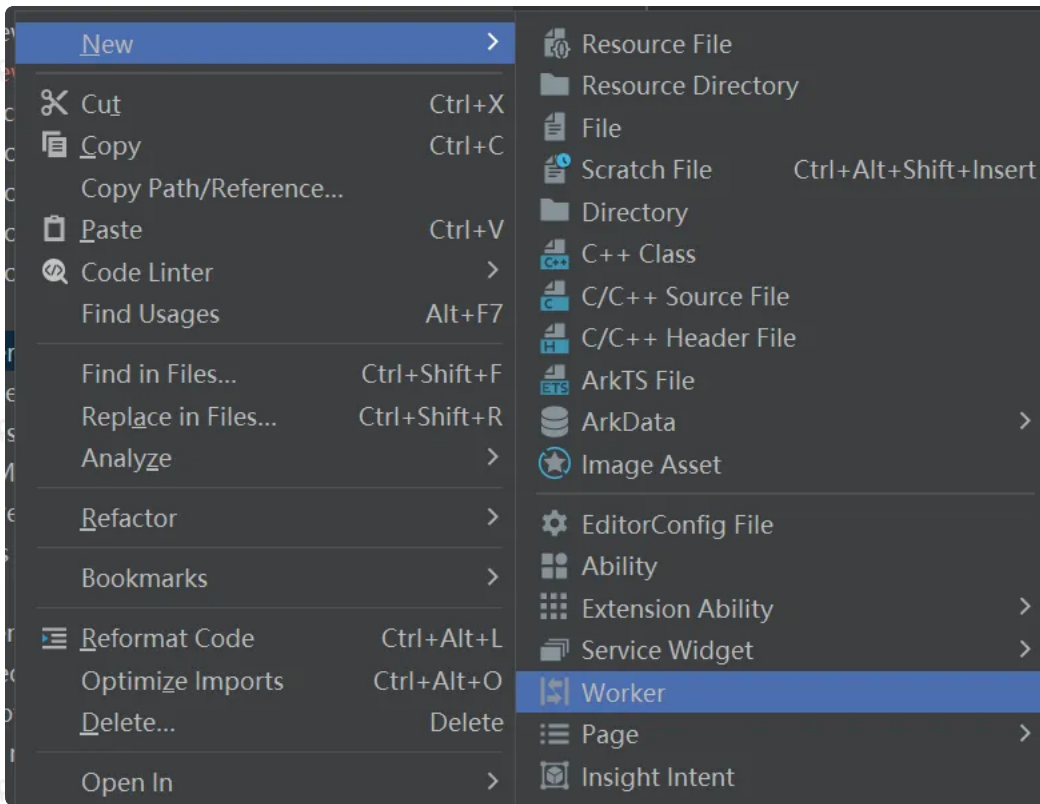 New
Cut Ctrl+X
Copy Ctrl+C
Copy Path/Reference...
Paste Ctrl+V
Code Linter
Find Usages Alt+F7
Find in Files... Ctrl+Shift+F
Replace in Files... Ctrl+Shift+R
Analyze
Refactor
Bookmarks
Reformat Code Ctrl+Alt+L
Optimize Imports Ctrl+Alt+O
Delete... Delete
Open In
Resource File
Resource Directory
File
Scratch File Ctrl+Alt+Shift+Insert
Directory
C++ Class
C/C++ Source File
C/C++ Header File
ArkTS File
ArkData
Image Asset
EditorConfig File
Ability
Extension Ability
Service Widget
Worker
Page
Insight Intent